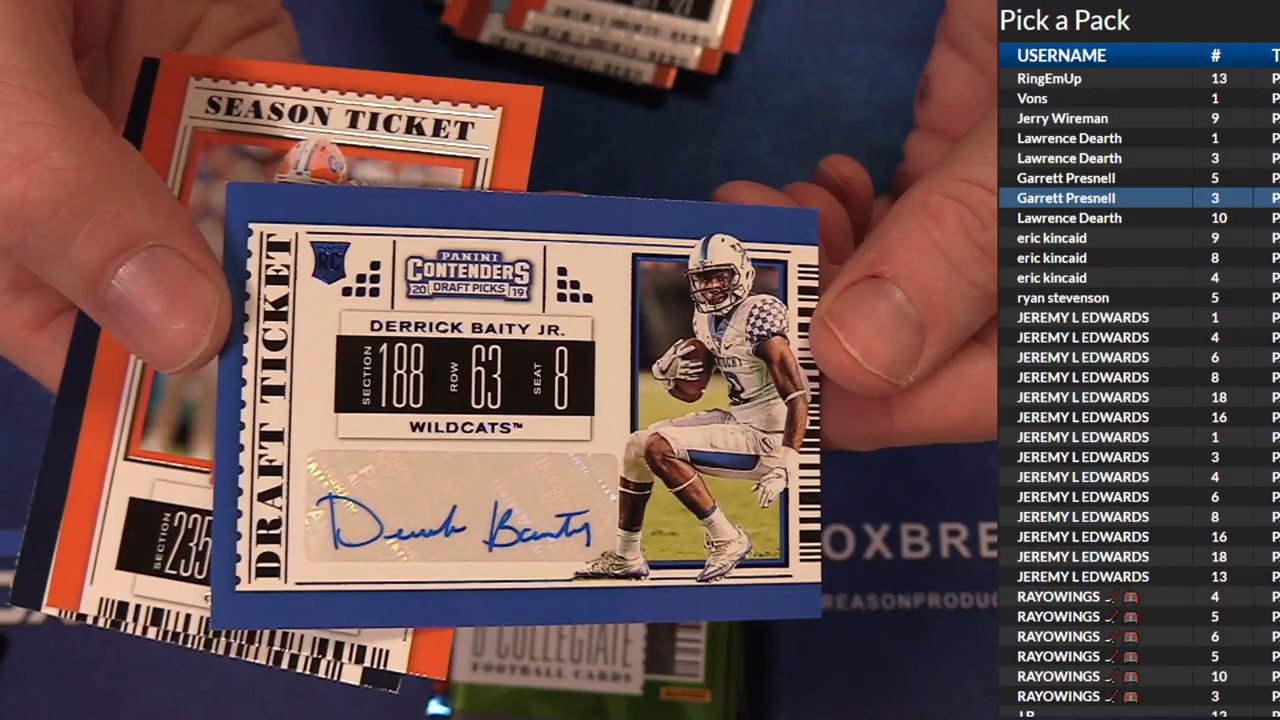 SEASON TICKET
SECTION 235
DRAFT TICKET
RC
PANINI
CONTENDERS
20 DRAFT PICKS 19
DERRICK BAITY JR.
SECTION 188 ROW 63 SEAT 8
WILDCATS™
Derrick Baity
KENTUCKY
COLLEGIATE
FOOTBALL CARDS
OXBRE
REASONPRODUC
Pick a Pack
USERNAME # T
RingEmUp 13 P
Vons 1 P
Jerry Wireman 9 P
Lawrence Dearth 1 P
Lawrence Dearth 3 P
Garrett Presnell 5 P
Garrett Presnell 3 P
Lawrence Dearth 10 P
eric kincaid 9 P
eric kincaid 8 P
eric kincaid 4 P
ryan stevenson 5 P
JEREMY L EDWARDS 1 P
JEREMY L EDWARDS 4 P
JEREMY L EDWARDS 6 P
JEREMY L EDWARDS 8 P
JEREMY L EDWARDS 18 P
JEREMY L EDWARDS 16 P
JEREMY L EDWARDS 1 P
JEREMY L EDWARDS 3 P
JEREMY L EDWARDS 4 P
JEREMY L EDWARDS 6 P
JEREMY L EDWARDS 8 P
JEREMY L EDWARDS 16 P
JEREMY L EDWARDS 18 P
JEREMY L EDWARDS 13 P
RAYOWINGS 4 P
RAYOWINGS 5 P
RAYOWINGS 6 P
RAYOWINGS 5 P
RAYOWINGS 10 P
RAYOWINGS 3 P